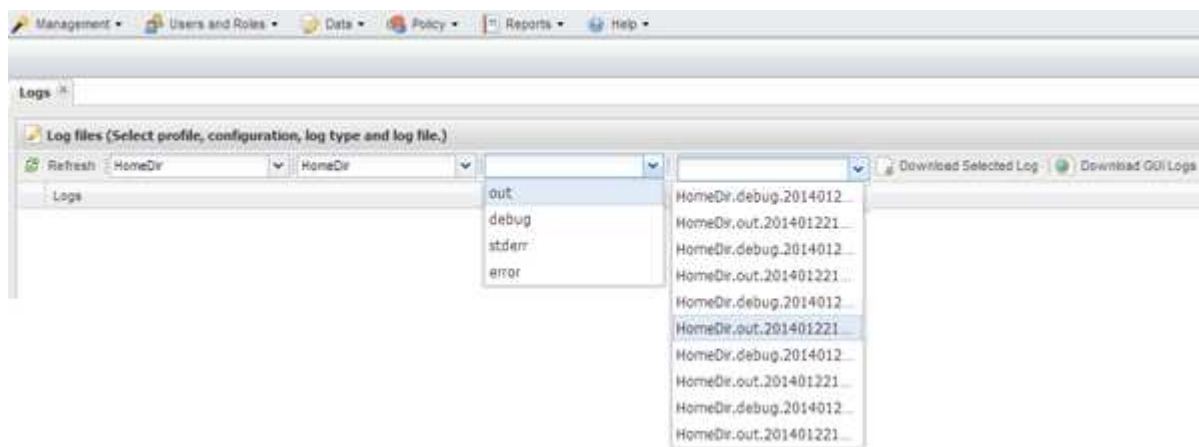 Management Users and Roles Data Policy Reports Help
Logs
Log files (Select profile, configuration, log type and log file.)
Refresh HomeDir HomeDir Download Selected Log Download GUI Logs
Logs
out
debug
stderr
error
HomeDir.debug.2014012...
HomeDir.out.201401221...
HomeDir.debug.2014012...
HomeDir.out.201401221...
HomeDir.debug.2014012...
HomeDir.out.201401221...
HomeDir.debug.2014012...
HomeDir.out.201401221...
HomeDir.debug.2014012...
HomeDir.out.201401221...